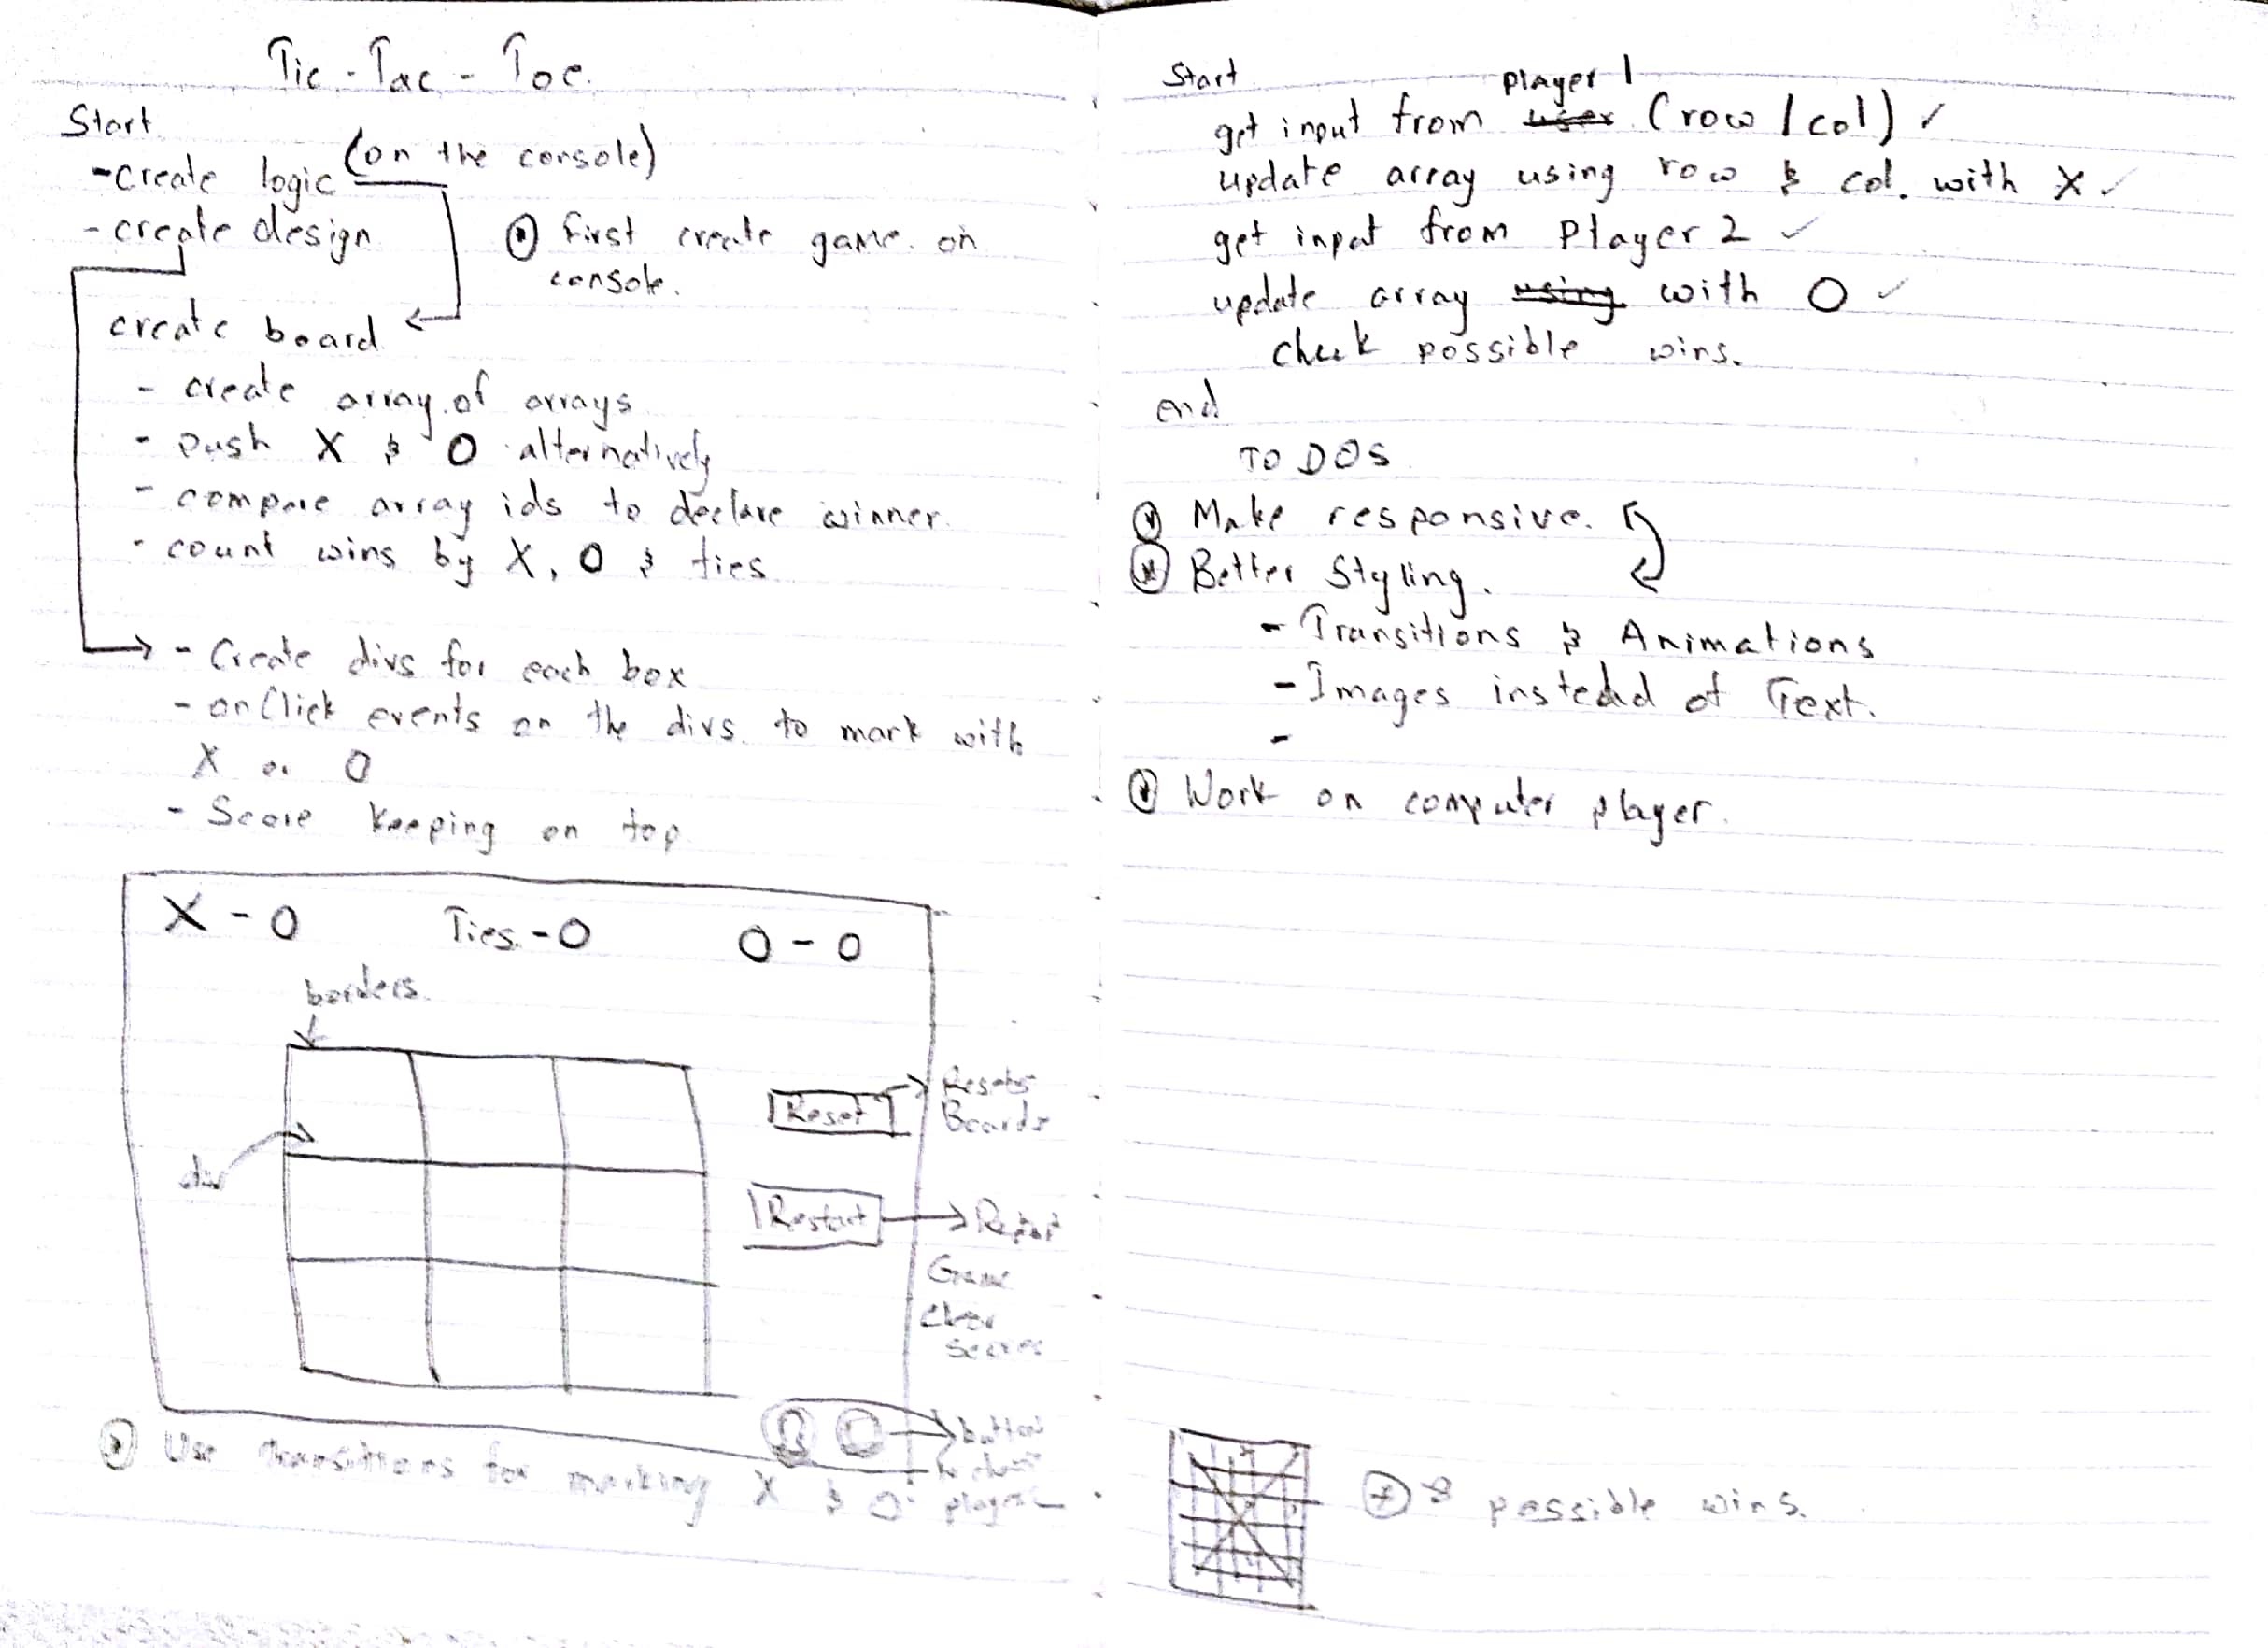 Tic-Tac-Toe.
Start
-create logic (on the console)
-create design
first create game on
console.
create board
- create array of arrays
- push X & O alternatively
- compare array ids to declare winner.
- count wins by X, O & ties
- Create divs for each box
- onClick events on the divs. to mark with
X or O
- Score keeping on top
X - 0 Ties - 0 O - 0
borders.
div
Reset
Resets
Boards
Restart
Game
Clear
Scores
button
player
Use transitions for marking X & O
Start
get input from player 1 user (row / col) ✓
update array using row & col. with X ✓
get input from player 2 ✓
update array using with O ✓
check possible wins.
end
TO DOS
Make responsive.
Better Styling.
- Transitions & Animations
- Images instead of Text.
-
Work on computer player.
8 possible wins.